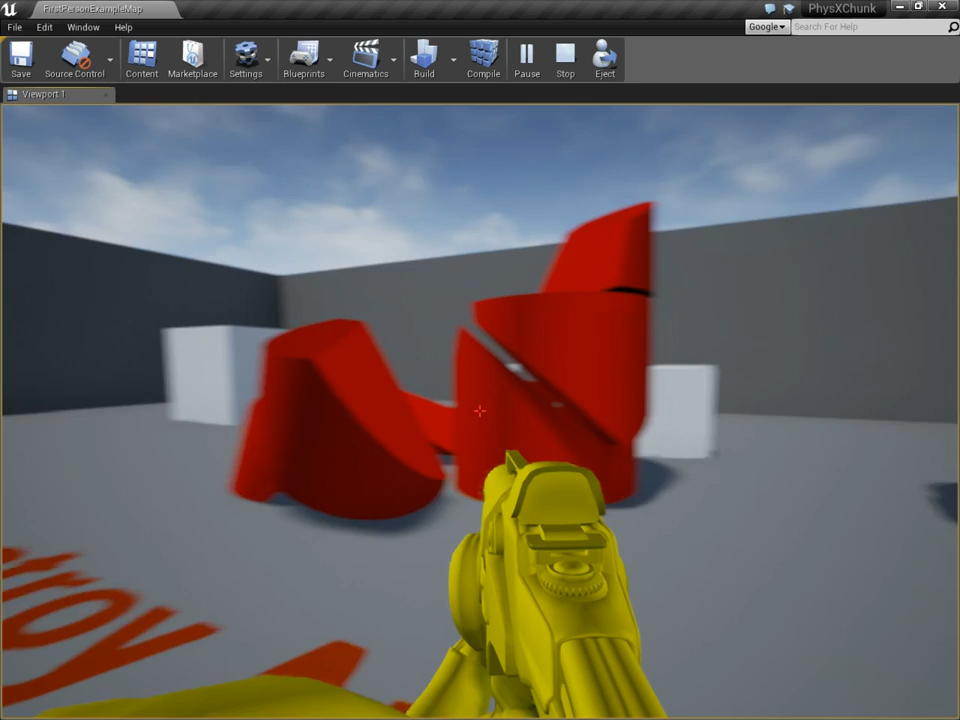 FirstPersonExampleMap
PhysXChunk
File Edit Window Help
Google Search For Help
Save Source Control Content Marketplace Settings Blueprints Cinematics Build Compile Pause Stop Eject
Viewport 1